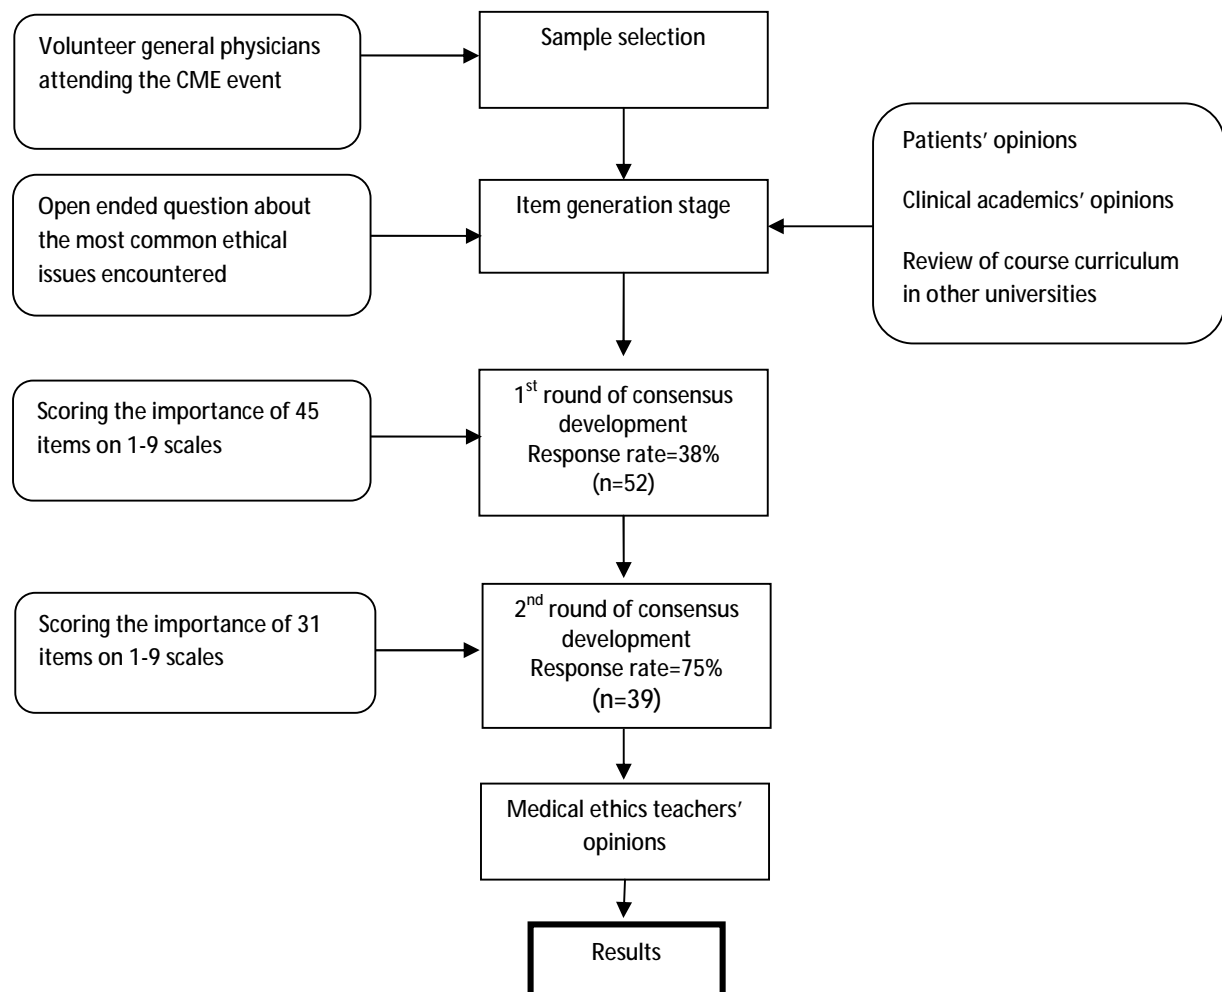 Volunteer general physicians
attending the CME event
Sample selection
Patients' opinions
Clinical academics' opinions
Review of course curriculum
in other universities
Open ended question about
the most common ethical
issues encountered
Item generation stage
Scoring the importance of 45
items on 1-9 scales
1st round of consensus
development
Response rate=38%
(n=52)
Scoring the importance of 31
items on 1-9 scales
2nd round of consensus
development
Response rate=75%
(n=39)
Medical ethics teachers'
opinions
Results